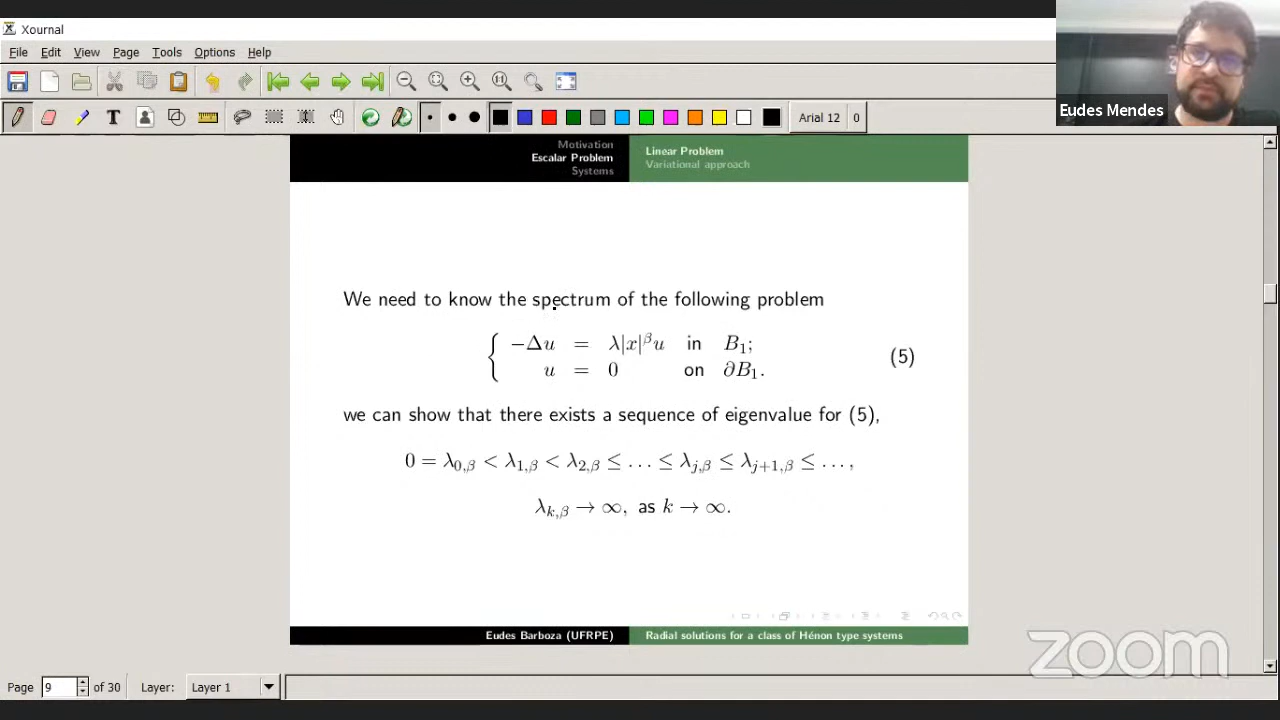 Xournal
File Edit View Page Tools Options Help
Eudes Mendes
Arial 12 0
Motivation
Escalar Problem
Systems
Linear Problem
Variational approach
We need to know the spectrum of the following problem
−Δu = λ|x|^β u in B₁;
u = 0 on ∂B₁.
(5)
we can show that there exists a sequence of eigenvalue for (5),
0 = λ_{0,β} < λ_{1,β} < λ_{2,β} ≤ … ≤ λ_{j,β} ≤ λ_{j+1,β} ≤ …,
λ_{k,β} → ∞, as k → ∞.
Eudes Barboza (UFRPE) Radial solutions for a class of Hénon type systems
zoom
Page 9 of 30 Layer: Layer 1